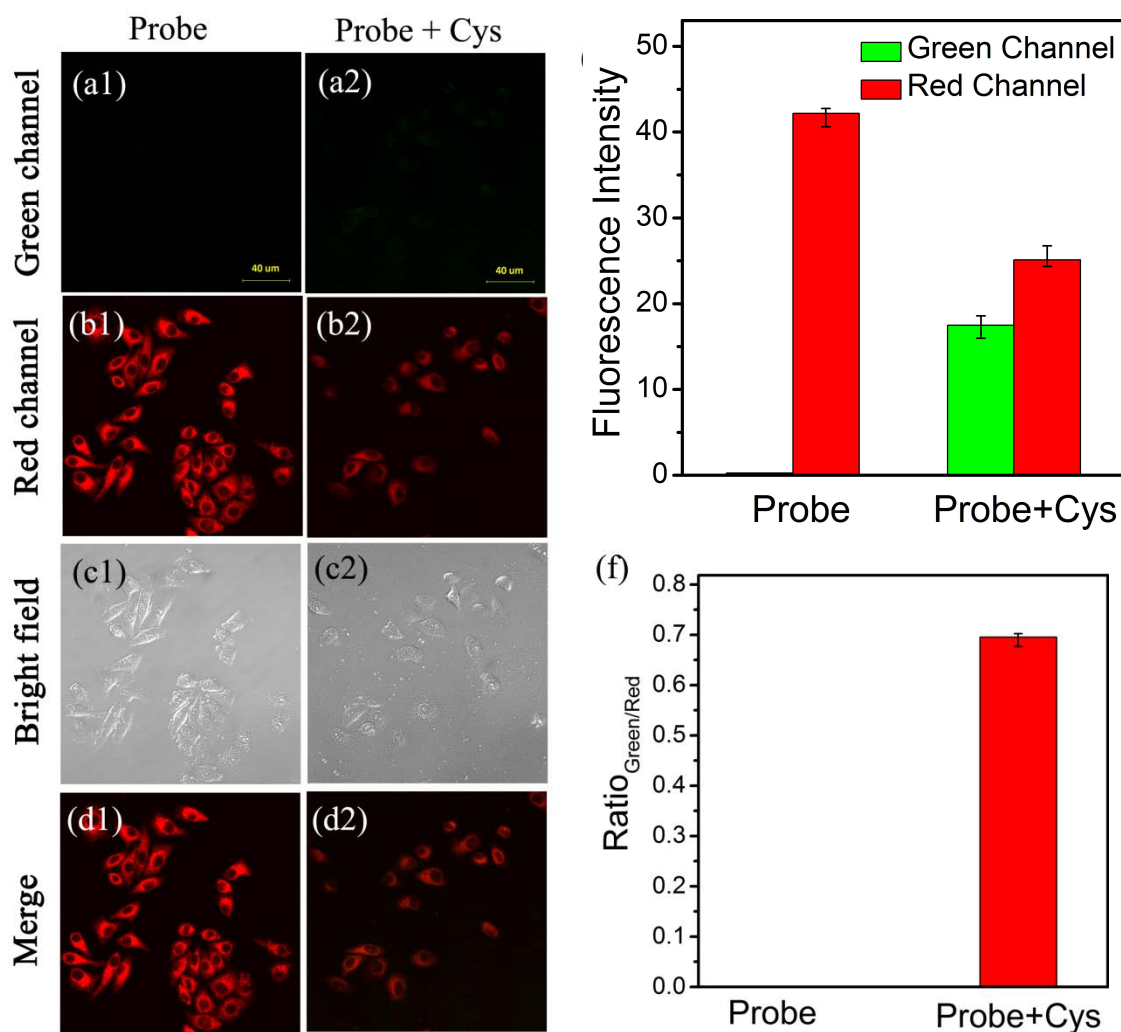 Probe
Probe + Cys
Green channel
(a1)
(a2)
40 um
40 um
Red channel
(b1)
(b2)
Bright field
(c1)
(c2)
Merge
(d1)
(d2)
Fluorescence Intensity
50
40
30
20
10
0
Green Channel
Red Channel
Probe
Probe+Cys
(f)
Ratio Green/Red
0.8
0.7
0.6
0.5
0.4
0.3
0.2
0.1
0.0
Probe
Probe+Cys